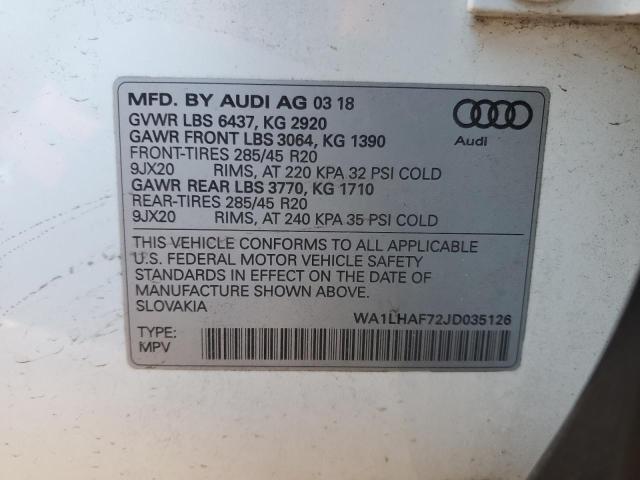 MFD. BY AUDI AG 03 18
GVWR LBS 6437, KG 2920
GAWR FRONT LBS 3064, KG 1390
FRONT-TIRES 285/45 R20
9JX20 RIMS, AT 220 KPA 32 PSI COLD
GAWR REAR LBS 3770, KG 1710
REAR-TIRES 285/45 R20
9JX20 RIMS, AT 240 KPA 35 PSI COLD
Audi
THIS VEHICLE CONFORMS TO ALL APPLICABLE
U.S. FEDERAL MOTOR VEHICLE SAFETY
STANDARDS IN EFFECT ON THE DATE OF
MANUFACTURE SHOWN ABOVE.
SLOVAKIA
WA1LHAF72JD035126
TYPE:
MPV